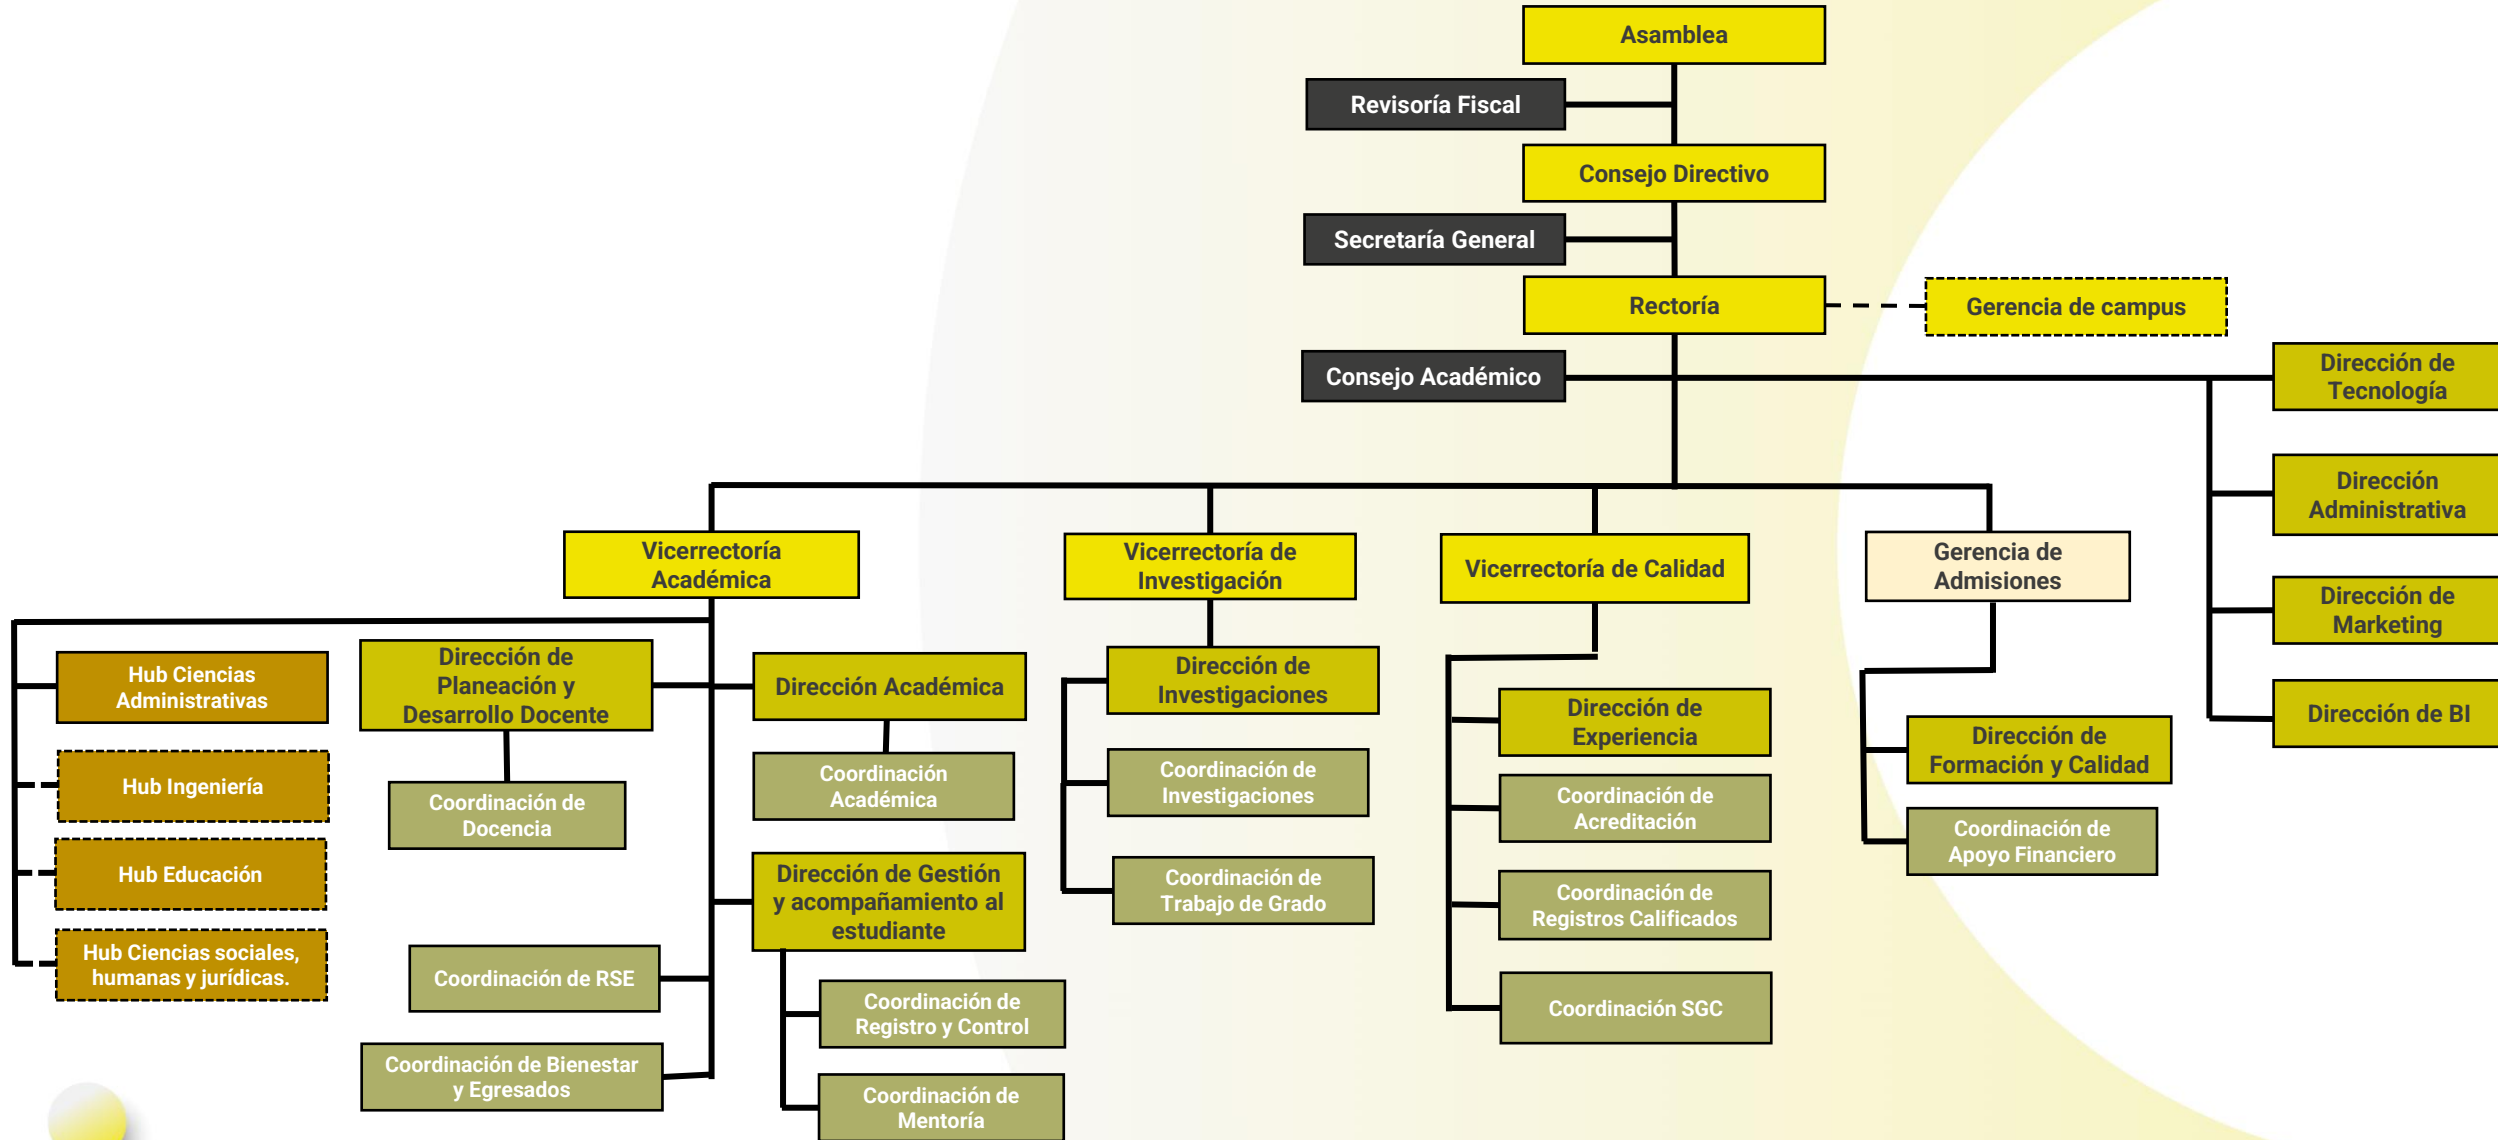 Asamblea
Revisoría Fiscal
Consejo Directivo
Secretaría General
Rectoría
Gerencia de campus
Consejo Académico
Dirección de
Tecnología
Dirección
Administrativa
Dirección de
Marketing
Dirección de BI
Vicerrectoría
Académica
Vicerrectoría de
Investigación
Vicerrectoría de Calidad
Gerencia de
Admisiones
Hub Ciencias
Administrativas
Hub Ingeniería
Hub Educación
Hub Ciencias sociales,
humanas y jurídicas.
Dirección de
Planeación y
Desarrollo Docente
Coordinación de
Docencia
Dirección Académica
Coordinación
Académica
Dirección de Gestión
y acompañamiento al
estudiante
Coordinación de RSE
Coordinación de Bienestar
y Egresados
Coordinación de
Registro y Control
Coordinación de
Mentoría
Dirección de
Investigaciones
Coordinación de
Investigaciones
Coordinación de
Trabajo de Grado
Dirección de
Experiencia
Coordinación de
Acreditación
Coordinación de
Registros Calificados
Coordinación SGC
Dirección de
Formación y Calidad
Coordinación de
Apoyo Financiero